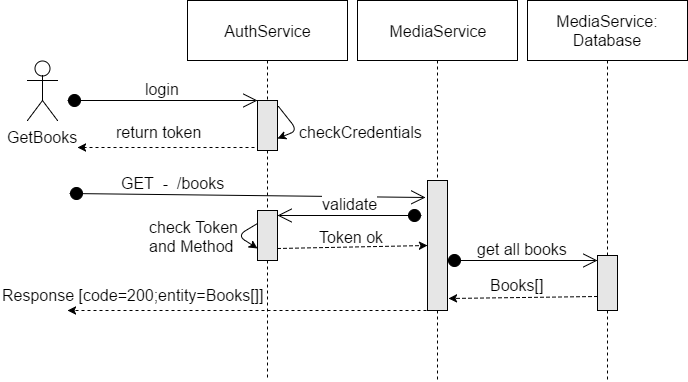 AuthService
MediaService
MediaService:
Database
login
GetBooks
return token
checkCredentials
GET - /books
validate
check Token
and Method
Token ok
get all books
Books[]
Response [code=200;entity=Books[]]